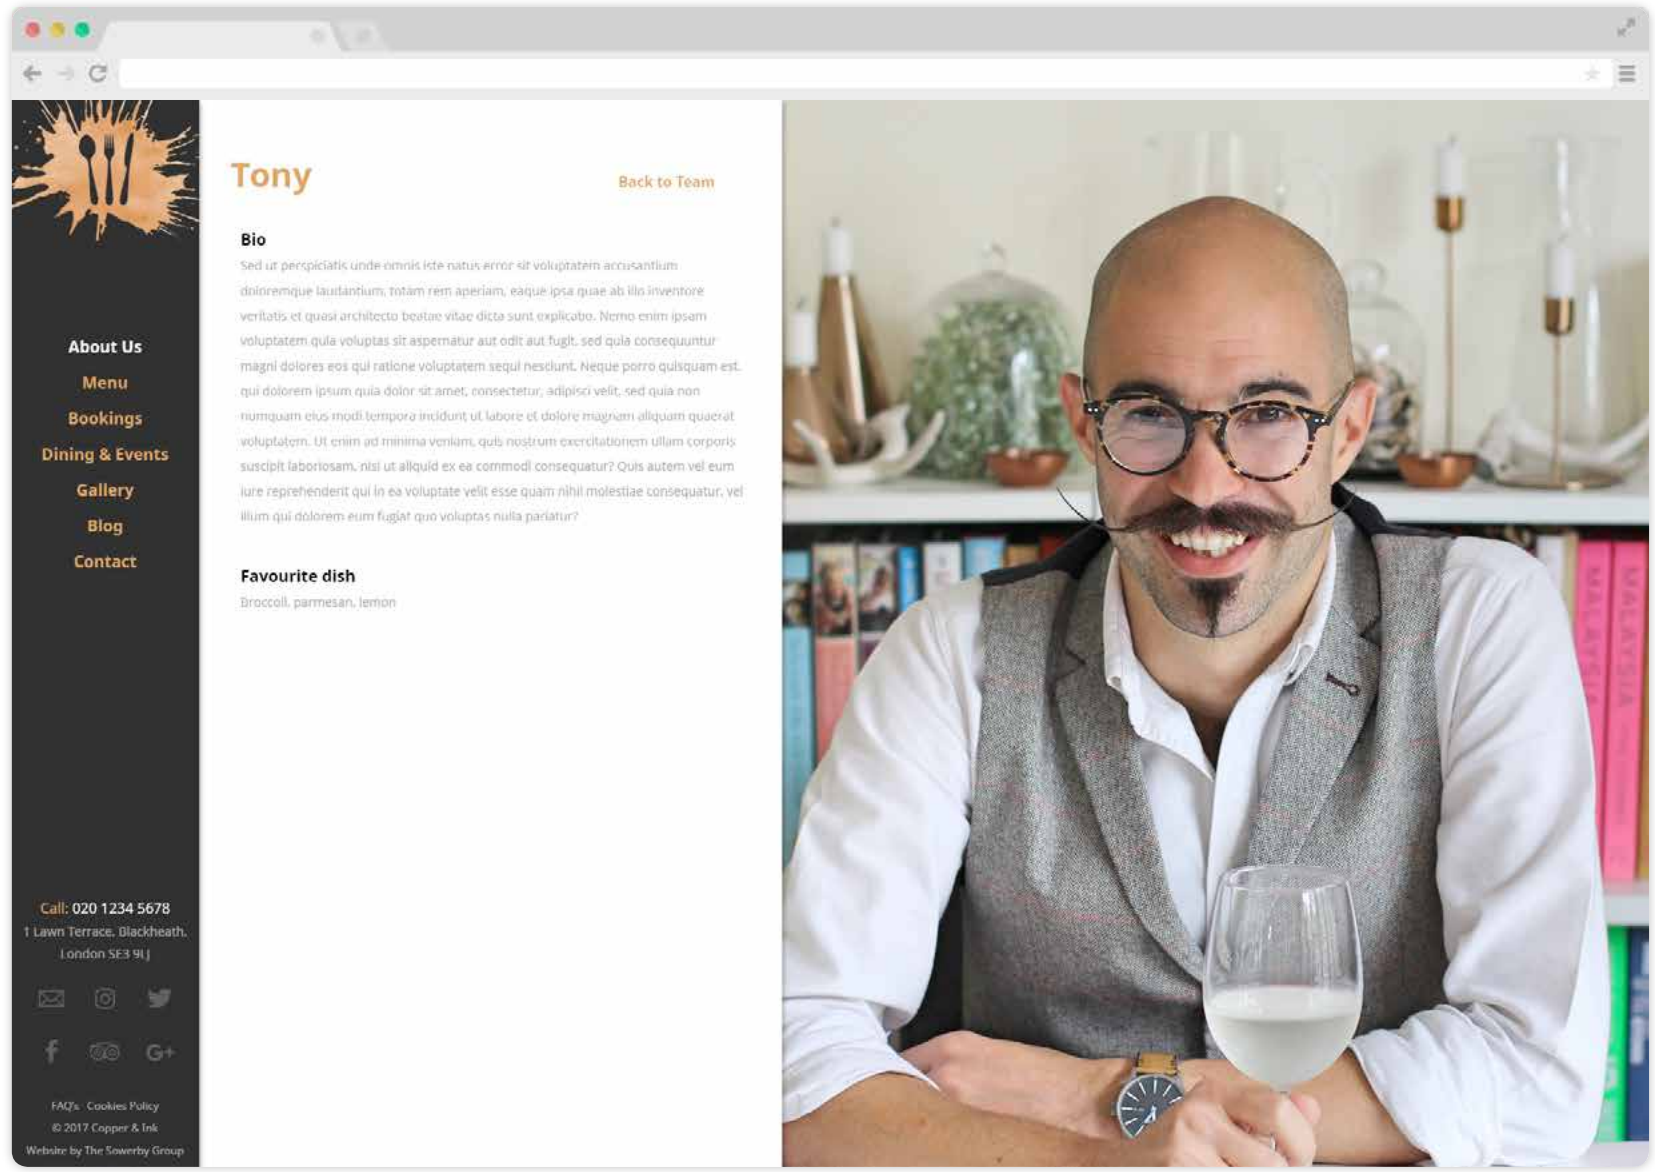 Tony
Back to Team
Bio
Sed ut perspiciatis unde omnis iste natus error sit voluptatem accusantium
doloremque laudantium, totam rem aperiam, eaque ipsa quae ab illo inventore
veritatis et quasi architecto beatae vitae dicta sunt explicabo. Nemo enim ipsam
voluptatem quia voluptas sit aspernatur aut odit aut fugit, sed quia consequuntur
magni dolores eos qui ratione voluptatem sequi nesciunt. Neque porro quisquam est,
qui dolorem ipsum quia dolor sit amet, consectetur, adipisci velit, sed quia non
numquam eius modi tempora incidunt ut labore et dolore magnam aliquam quaerat
voluptatem. Ut enim ad minima veniam, quis nostrum exercitationem ullam corporis
suscipit laboriosam, nisi ut aliquid ex ea commodi consequatur? Quis autem vel eum
iure reprehenderit qui in ea voluptate velit esse quam nihil molestiae consequatur, vel
illum qui dolorem eum fugiat quo voluptas nulla pariatur?
Favourite dish
Broccoli, parmesan, lemon
About Us
Menu
Bookings
Dining & Events
Gallery
Blog
Contact
Call: 020 1234 5678
1 Lawn Terrace, Blackheath,
London SE3 9LJ
f
G+
FAQ's Cookies Policy
© 2017 Copper & Ink
Website by The Sowerby Group
MALAYSIA
MALAYSIA